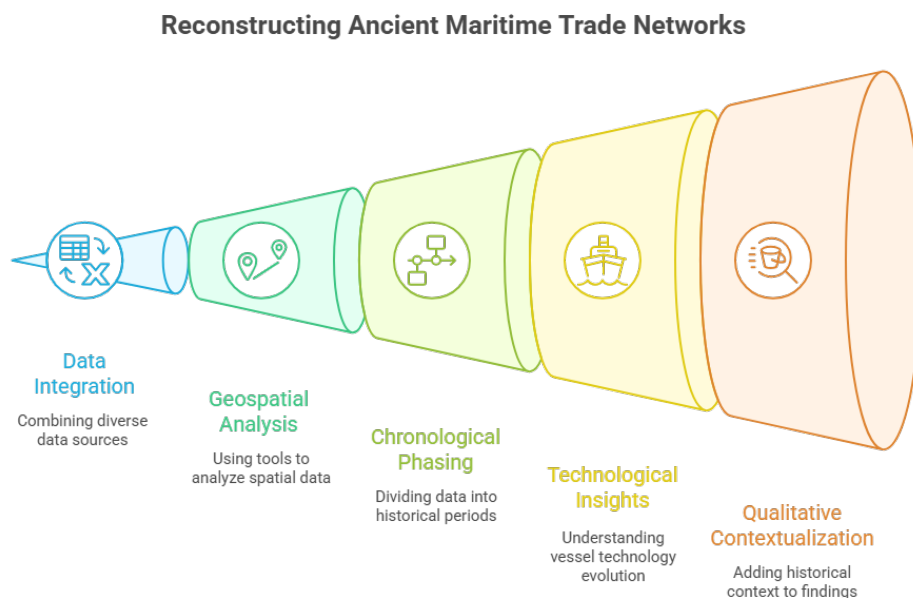 Reconstructing Ancient Maritime Trade Networks
Data
Integration
Combining diverse
data sources
Geospatial
Analysis
Using tools to
analyze spatial data
Chronological
Phasing
Dividing data into
historical periods
Technological
Insights
Understanding
vessel technology
evolution
Qualitative
Contextualization
Adding historical
context to findings